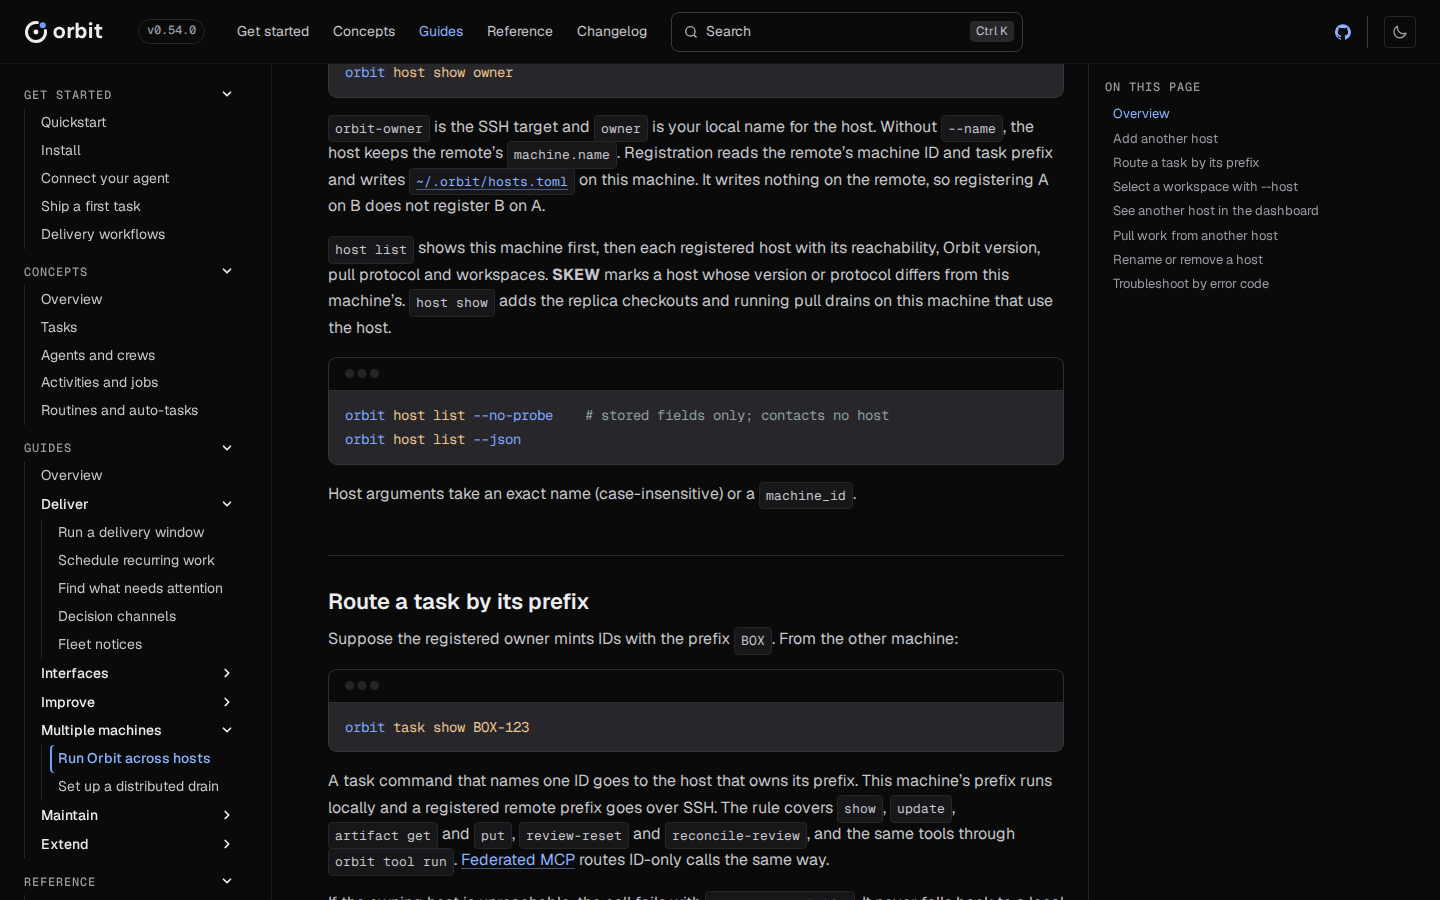 orbit
v0.54.0
Get started
Concepts
Guides
Reference
Changelog
Search
Ctrl K
GET STARTED
Quickstart
Install
Connect your agent
Ship a first task
Delivery workflows
CONCEPTS
Overview
Tasks
Agents and crews
Activities and jobs
Routines and auto-tasks
GUIDES
Overview
Deliver
Run a delivery window
Schedule recurring work
Find what needs attention
Decision channels
Fleet notices
Interfaces
Improve
Multiple machines
Run Orbit across hosts
Set up a distributed drain
Maintain
Extend
REFERENCE
orbit host show owner
orbit-owner is the SSH target and owner is your local name for the host. Without --name, the
host keeps the remote's machine.name. Registration reads the remote's machine ID and task prefix
and writes ~/.orbit/hosts.toml on this machine. It writes nothing on the remote, so registering A
on B does not register B on A.
host list shows this machine first, then each registered host with its reachability, Orbit version,
pull protocol and workspaces. SKEW marks a host whose version or protocol differs from this
machine's. host show adds the replica checkouts and running pull drains on this machine that use
the host.
orbit host list --no-probe    # stored fields only; contacts no host
orbit host list --json
Host arguments take an exact name (case-insensitive) or a machine_id.
Route a task by its prefix
Suppose the registered owner mints IDs with the prefix BOX. From the other machine:
orbit task show BOX-123
A task command that names one ID goes to the host that owns its prefix. This machine's prefix runs
locally and a registered remote prefix goes over SSH. The rule covers show, update,
artifact get and put, review-reset and reconcile-review, and the same tools through
orbit tool run. Federated MCP routes ID-only calls the same way.
ON THIS PAGE
Overview
Add another host
Route a task by its prefix
Select a workspace with --host
See another host in the dashboard
Pull work from another host
Rename or remove a host
Troubleshoot by error code